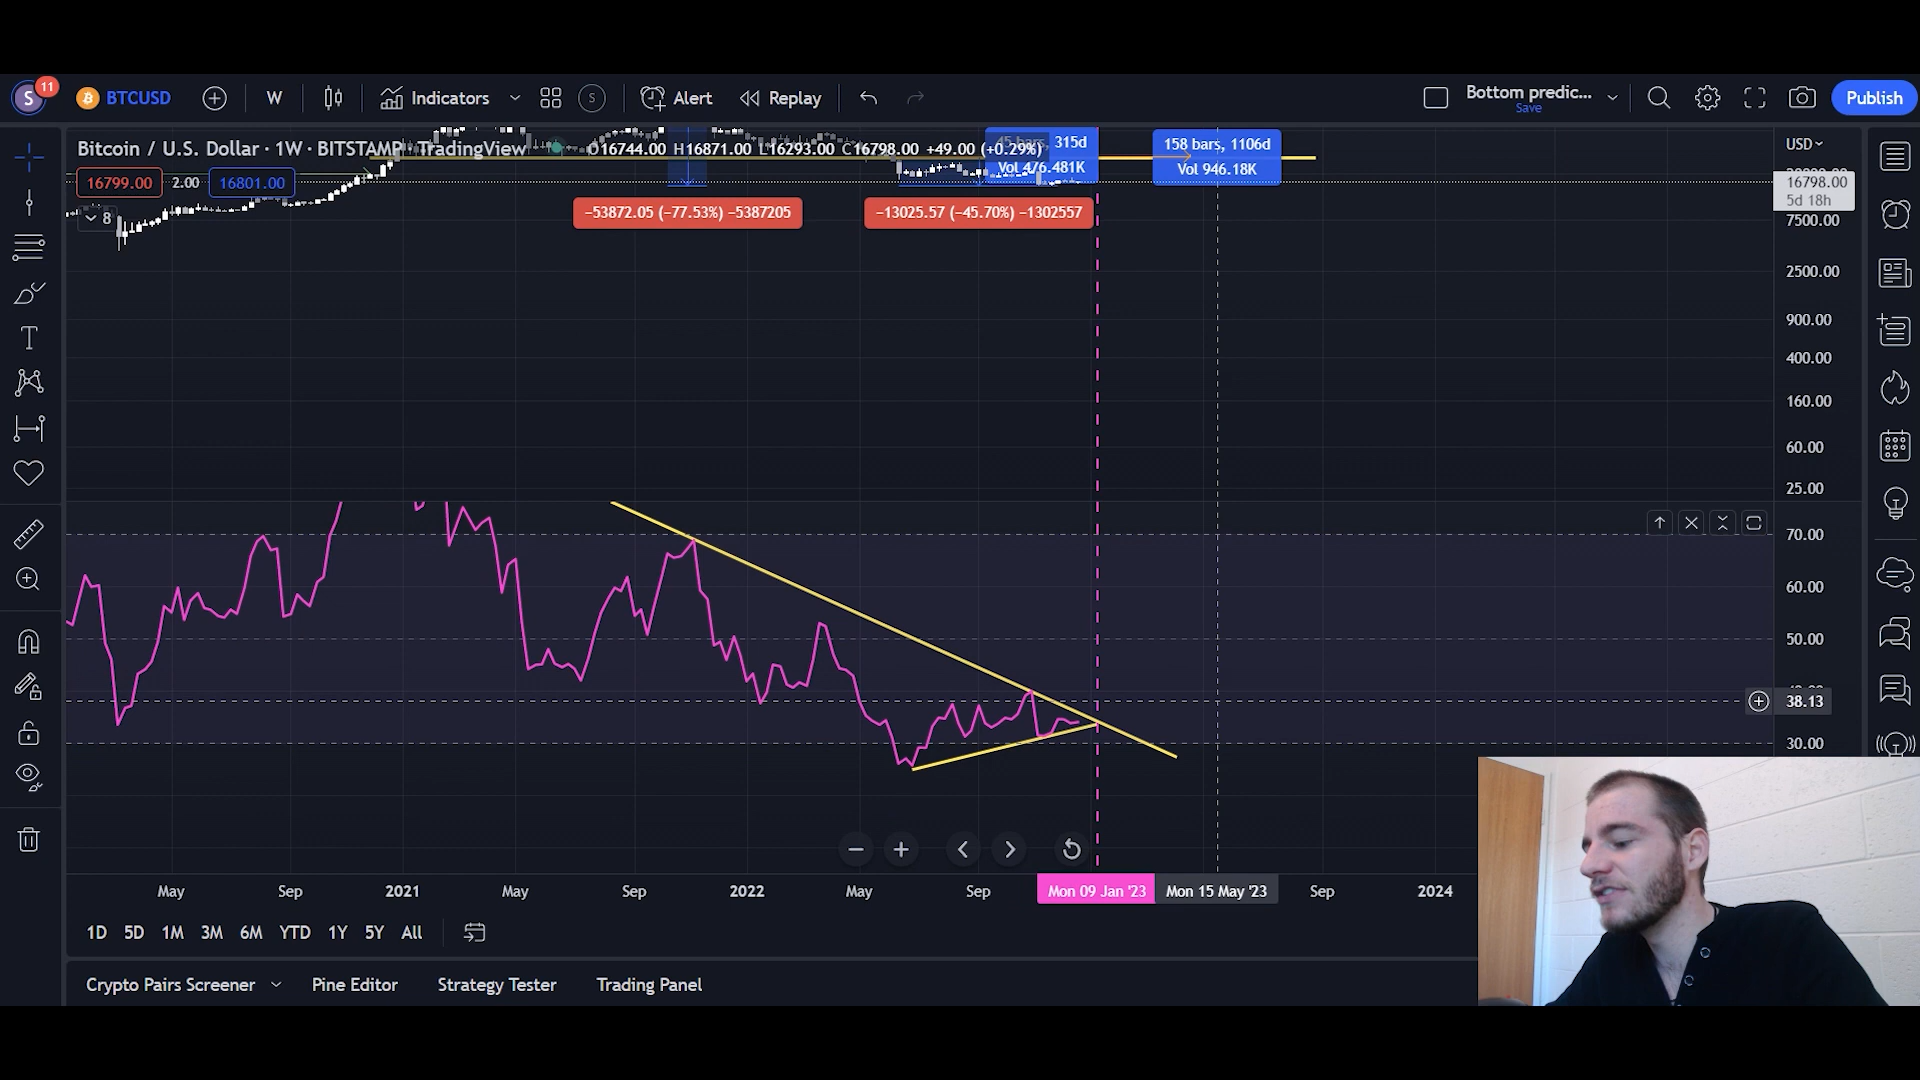 S 11 BTCUSD W Indicators S Alert Replay Bottom predic... Save Publish
Bitcoin / U.S. Dollar · 1W · BITSTAMP · TradingView O16744.00 H16871.00 L16293.00 C16798.00 +49.00 (+0.29%)
315d
Vol 476.481K
158 bars, 1106d
Vol 946.18K
USD
16799.00 2.00 16801.00
8
−53872.05 (−77.53%) −5387205
−13025.57 (−45.70%) −1302557
16798.00
5d 18h
7500.00
2500.00
900.00
400.00
160.00
60.00
25.00
70.00
60.00
50.00
38.13
30.00
T
May Sep 2021 May Sep 2022 May Sep Mon 09 Jan '23 Mon 15 May '23 Sep 2024
1D 5D 1M 3M 6M YTD 1Y 5Y All
Crypto Pairs Screener Pine Editor Strategy Tester Trading Panel